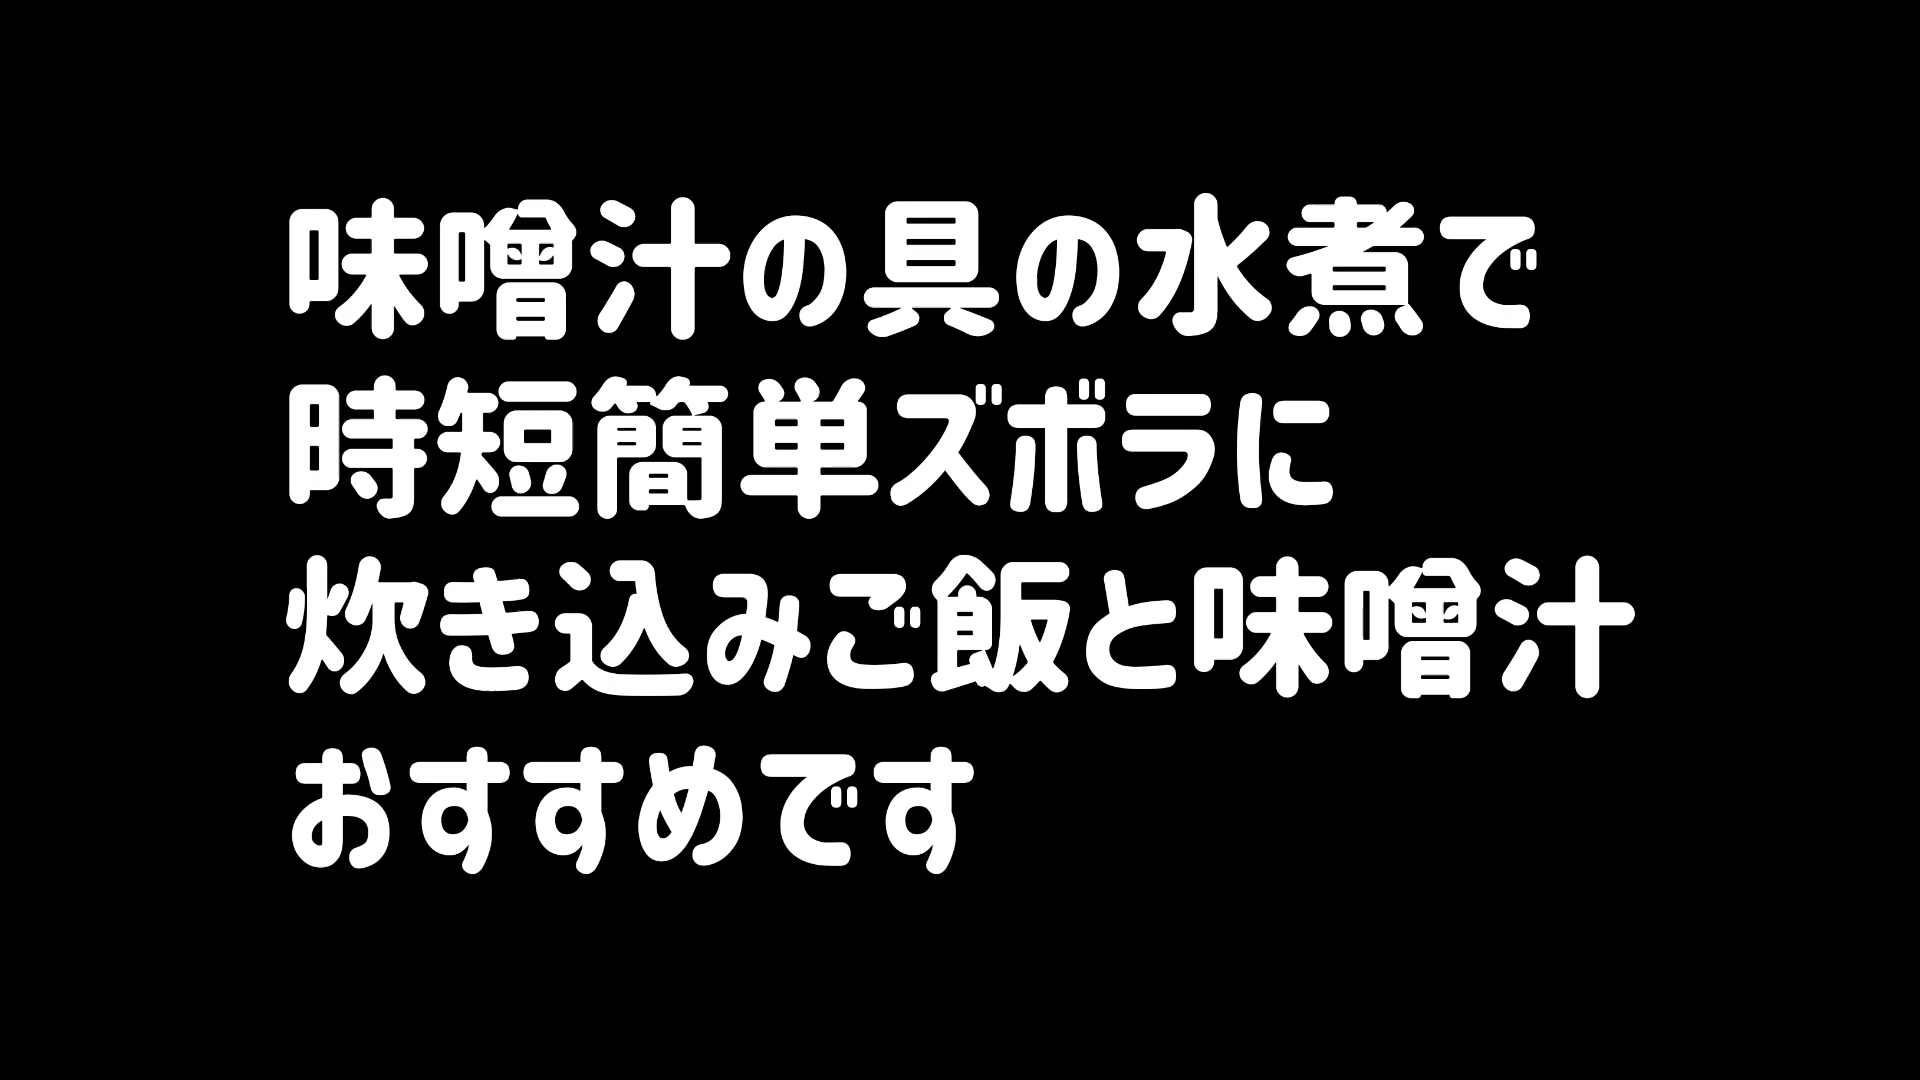 味噌汁の具の水煮で
時短簡単ズボラに
炊き込みご飯と味噌汁
おすすめです